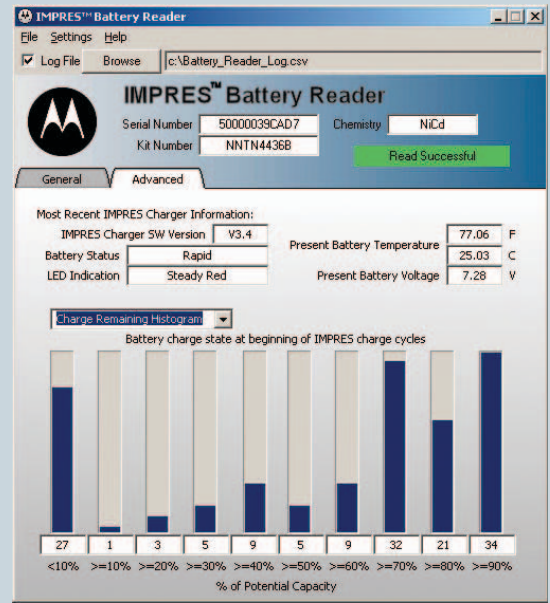 IMPRES™ Battery Reader
File Settings Help
Log File Browse c:\Battery_Reader_Log.csv
IMPRES™ Battery Reader
Serial Number 50000039CAD7 Chemistry NiCd
Kit Number NNTN4436B
Read Successful
General Advanced
Most Recent IMPRES Charger Information:
IMPRES Charger SW Version V3.4
Battery Status Rapid
LED Indication Steady Red
Present Battery Temperature 77.06 F
25.03 C
Present Battery Voltage 7.28 V
Charge Remaining Histogram
Battery charge state at beginning of IMPRES charge cycles
27 1 3 5 9 5 9 32 21 34
<10% >=10% >=20% >=30% >=40% >=50% >=60% >=70% >=80% >=90%
% of Potential Capacity